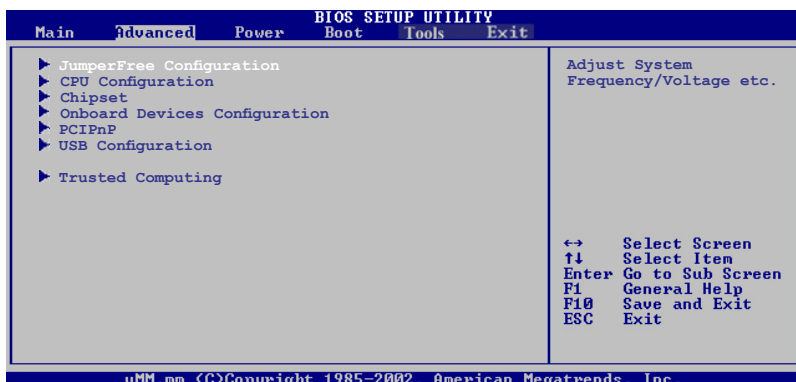 BIOS SETUP UTILITY
Main Advanced Power Boot Tools Exit
JumperFree Configuration
CPU Configuration
Chipset
Onboard Devices Configuration
PCIPnP
USB Configuration
Trusted Computing
Adjust System
Frequency/Voltage etc.
←→ Select Screen
↑↓ Select Item
Enter Go to Sub Screen
F1 General Help
F10 Save and Exit
ESC Exit
(C)Copyright 1985-2002, American Megatrends, Inc.